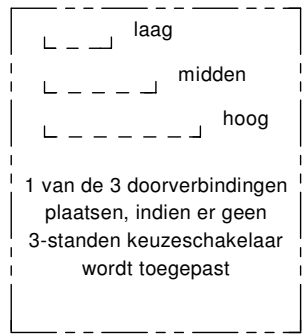 laag
midden
hoog
1 van de 3 doorverbindingen
plaatsen, indien er geen
3-standen keuzeschakelaar
wordt toegepast